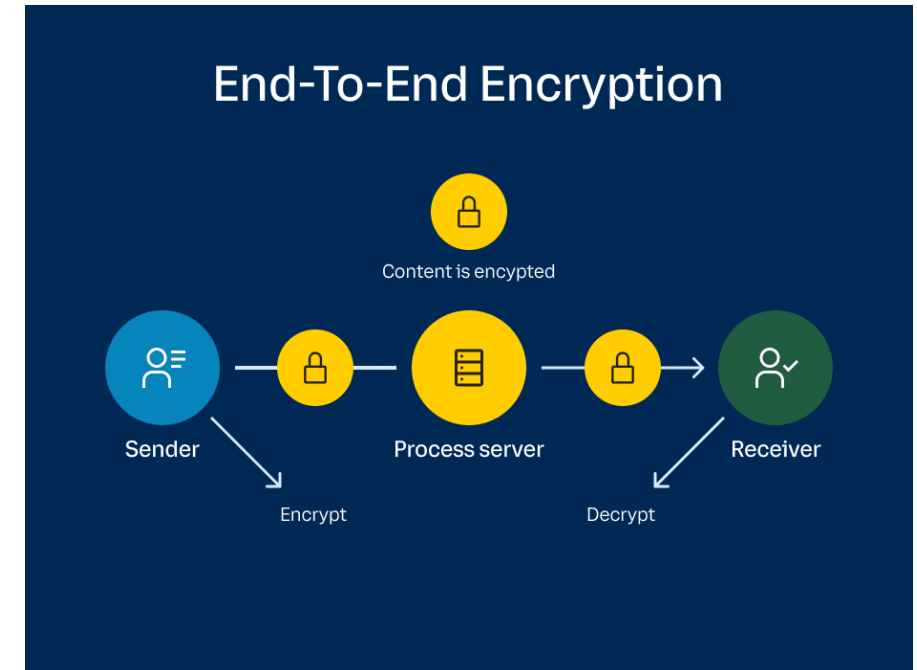 End-To-End Encryption
Content is encypted
Sender
Process server
Receiver
Encrypt
Decrypt